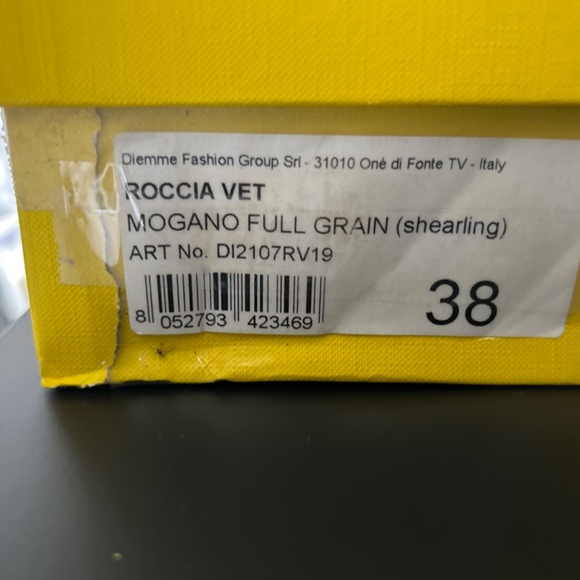 Diemme Fashion Group Srl - 31010 Onè di Fonte TV - Italy
ROCCIA VET
MOGANO FULL GRAIN (shearling)
ART No. DI2107RV19
8 052793 423469
38